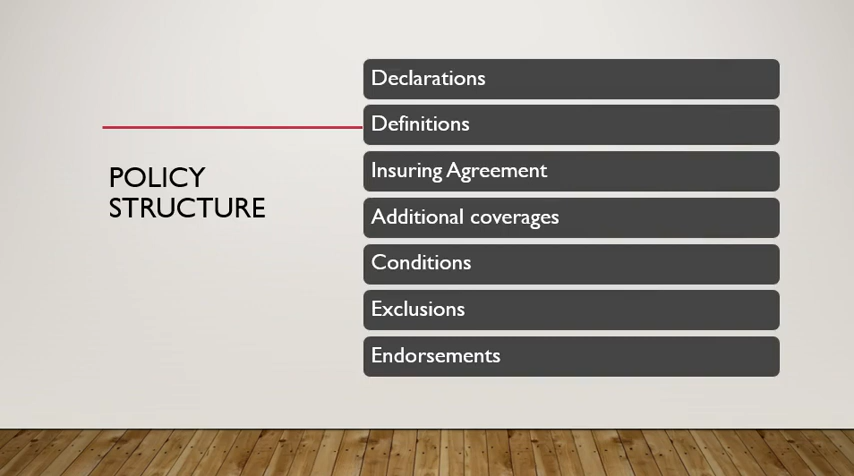 POLICY
STRUCTURE
Declarations
Definitions
Insuring Agreement
Additional coverages
Conditions
Exclusions
Endorsements